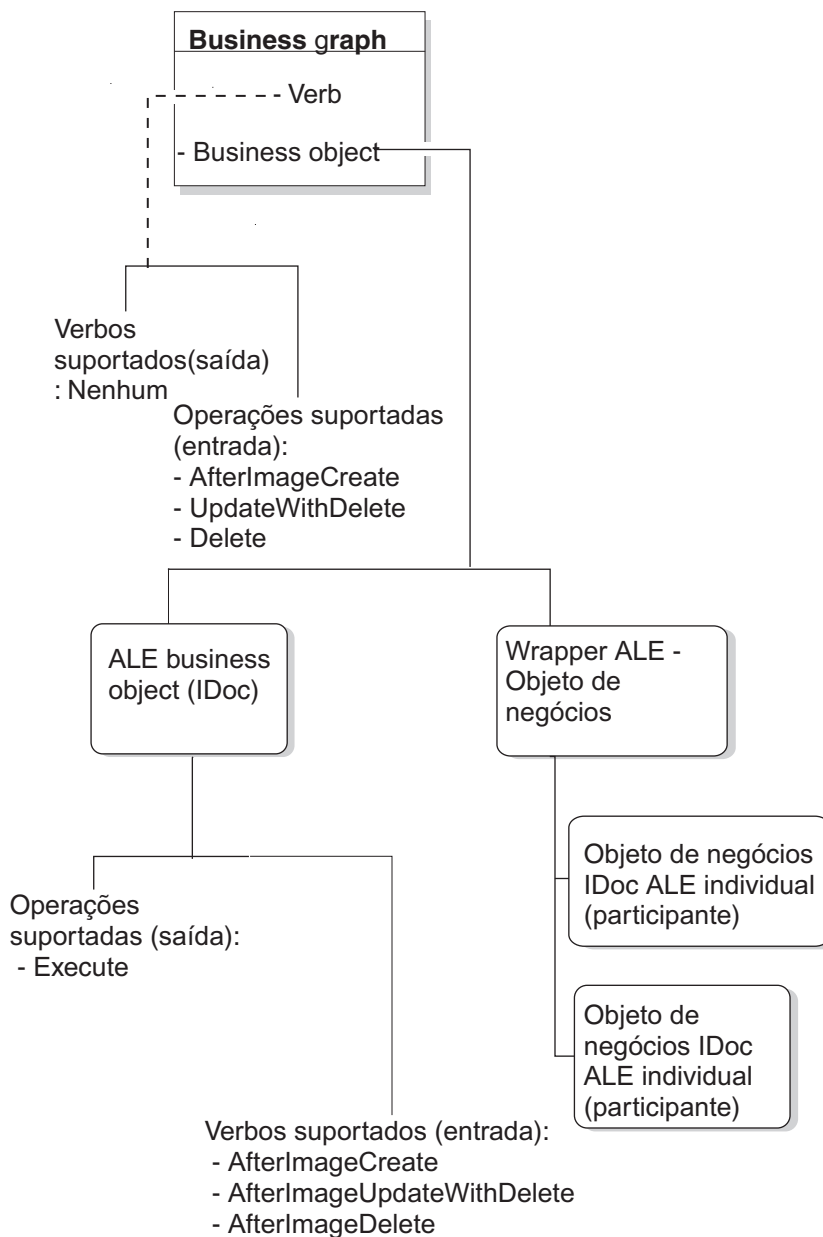 Business graph
- Verb
- Business object
Verbos
suportados(saída)
: Nenhum
Operações suportadas
(entrada):
- AfterImageCreate
- UpdateWithDelete
- Delete
ALE business
object (IDoc)
Wrapper ALE -
Objeto de
negócios
Objeto de negócios
IDoc ALE individual
(participante)
Operações
suportadas (saída):
- Execute
Objeto de
negócios IDoc
ALE individual
(participante)
Verbos suportados (entrada):
- AfterImageCreate
- AfterImageUpdateWithDelete
- AfterImageDelete